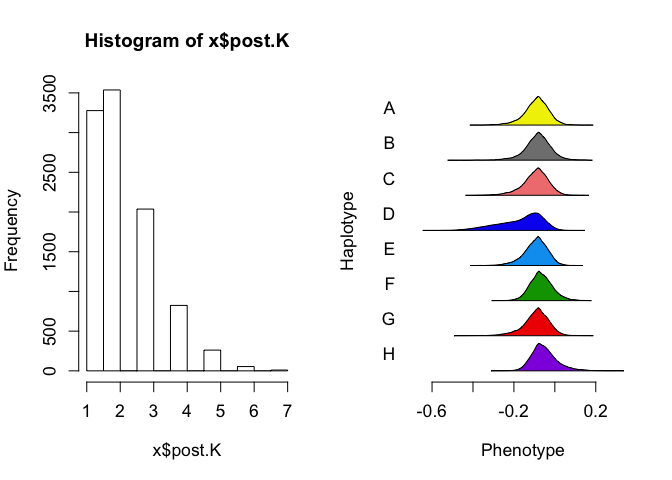 Histogram of x$post.K
Frequency
0
500
1500
2500
3500
1 2 3 4 5 6 7
x$post.K
Haplotype
A
B
C
D
E
F
G
H
-0.6 -0.2 0.2
Phenotype